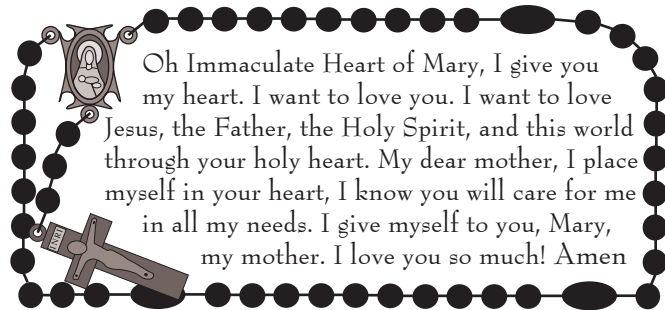 Oh Immaculate Heart of Mary, I give you
my heart. I want to love you. I want to love
Jesus, the Father, the Holy Spirit, and this world
through your holy heart. My dear mother, I place
myself in your heart, I know you will care for me
in all my needs. I give myself to you, Mary,
my mother. I love you so much! Amen
INRI